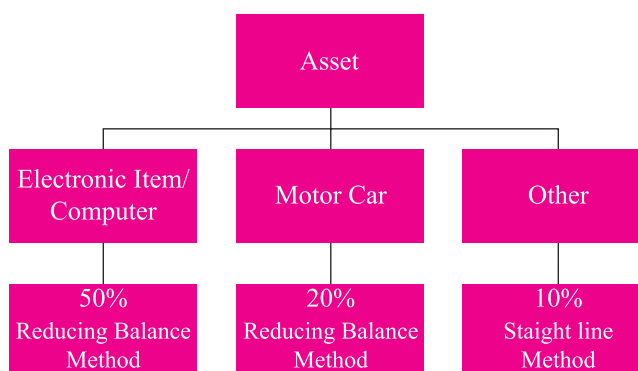 Asset
Electronic Item/
Computer
Motor Car
Other
50%
Reducing Balance
Method
20%
Reducing Balance
Method
10%
Staight line
Method